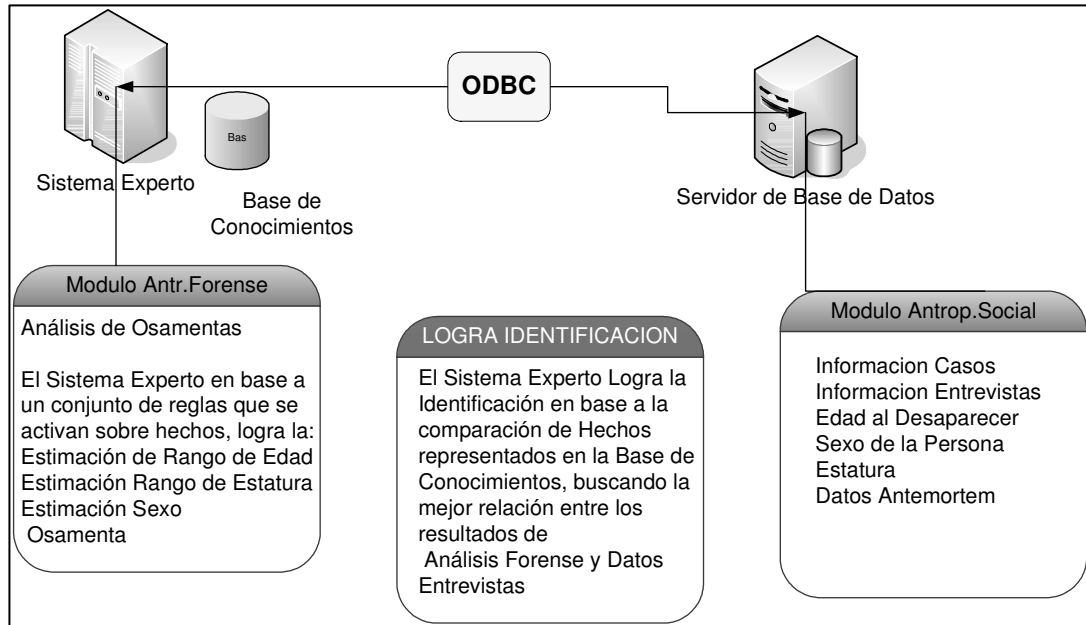 ODBC
Bas
Sistema Experto
Base de
Conocimientos
Servidor de Base de Datos
Modulo Antr.Forense
Análisis de Osamentas
El Sistema Experto en base a
un conjunto de reglas que se
activan sobre hechos, logra la:
Estimación de Rango de Edad
Estimación Rango de Estatura
Estimación Sexo
Osamenta
LOGRA IDENTIFICACION
El Sistema Experto Logra la
Identificación en base a la
comparación de Hechos
representados en la Base de
Conocimientos, buscando la
mejor relación entre los
resultados de
Análisis Forense y Datos
Entrevistas
Modulo Antrop.Social
Informacion Casos
Informacion Entrevistas
Edad al Desaparecer
Sexo de la Persona
Estatura
Datos Antemortem